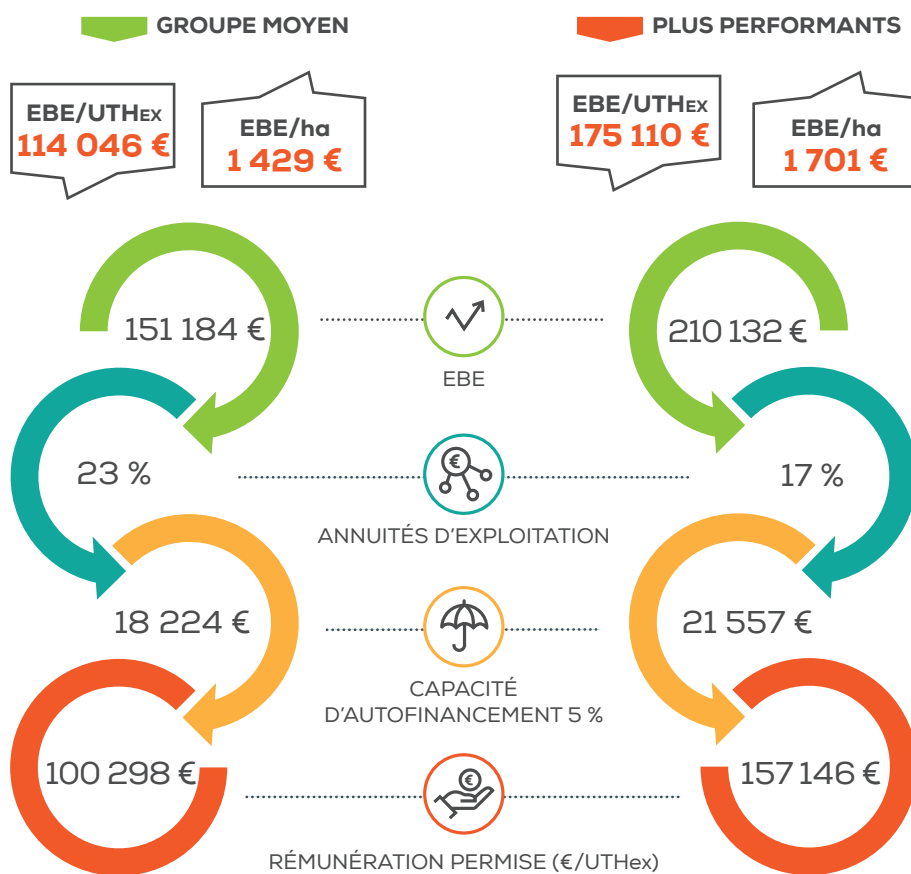 GROUPE MOYEN
PLUS PERFORMANTS
EBE/UTHEX
114 046 €
EBE/ha
1 429 €
EBE/UTHEX
175 110 €
EBE/ha
1 701 €
151 184 €
210 132 €
EBE
23 %
17 %
ANNUITÉS D'EXPLOITATION
18 224 €
21 557 €
CAPACITÉ
D'AUTOFINANCEMENT 5 %
100 298 €
157 146 €
RÉMUNÉRATION PERMISE (€/UTHex)